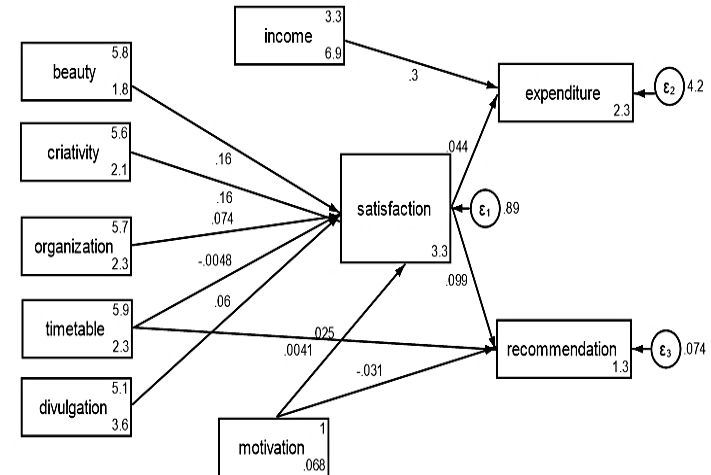 3.3
income
6.9
5.8
beauty
1.8
.3
expenditure
2.3
ε2
4.2
5.6
criativity
2.1
.16
.044
.16
satisfaction
3.3
ε1
.89
5.7
organization
2.3
.074
-.0048
.099
5.9
timetable
2.3
.06
.025
.0041
recommendation
1.3
ε3
.074
-.031
5.1
divulgation
3.6
1
motivation
.068